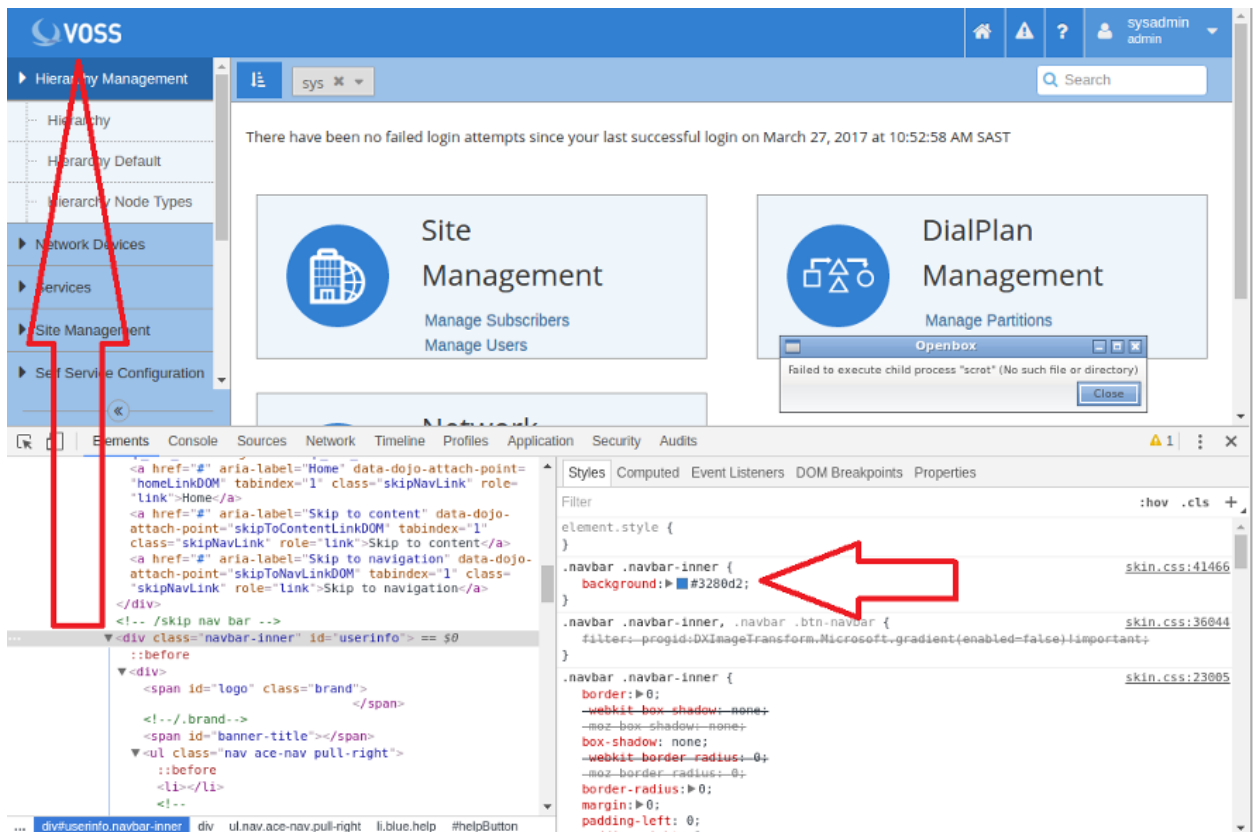 VOSS
sysadmin
admin
?
Hierarchy Management
sys
Search
Hierarchy
Hierarchy Default
Hierarchy Node Types
Network Devices
Services
Site Management
Self Service Configuration
There have been no failed login attempts since your last successful login on March 27, 2017 at 10:52:58 AM SAST
Site
Management
Manage Subscribers
Manage Users
DialPlan
Management
Manage Partitions
Openbox
Failed to execute child process "scrot" (No such file or directory)
Close
Network
Elements Console Sources Network Timeline Profiles Application Security Audits
1
<a href="#" aria-label="Home" data-dojo-attach-point=
"homeLinkDOM" tabindex="1" class="skipNavLink" role=
"link">Home</a>
<a href="#" aria-label="Skip to content" data-dojo-
attach-point="skipToContentLinkDOM" tabindex="1"
class="skipNavLink" role="link">Skip to content</a>
<a href="#" aria-label="Skip to navigation" data-dojo-
attach-point="skipToNavLinkDOM" tabindex="1" class=
"skipNavLink" role="link">Skip to navigation</a>
</div>
<!-- /skip nav bar -->
... ▼<div class="navbar-inner" id="userinfo"> == $0
::before
▼<div>
<span id="logo" class="brand">
</span>
<!--/.brand-->
<span id="banner-title"></span>
▼<ul class="nav ace-nav pull-right">
::before
<li></li>
<!--
... div#userinfo.navbar-inner div ul.nav.ace-nav.pull-right li.blue.help #helpButton
Styles Computed Event Listeners DOM Breakpoints Properties
Filter :hov .cls +
element.style {
}
.navbar .navbar-inner { skin.css:41466
background:▶ #3280d2;
}
.navbar .navbar-inner, .navbar .btn-navbar { skin.css:36044
filter: progid:DXImageTransform.Microsoft.gradient(enabled=false)!important;
}
.navbar .navbar-inner { skin.css:23005
border:▶0;
-webkit-box-shadow: none;
-moz-box-shadow: none;
box-shadow: none;
-webkit-border-radius: 0;
-moz-border-radius: 0;
border-radius:▶0;
margin:▶0;
padding-left: 0;